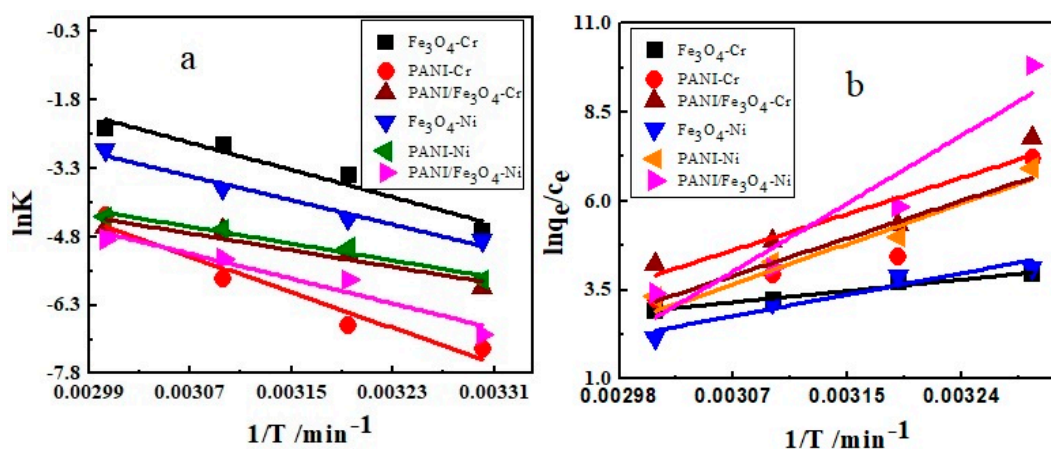 -0.3
-1.8
-3.3
-4.8
-6.3
-7.8
lnK
a
Fe₃O₄-Cr
PANI-Cr
PANI/Fe₃O₄-Cr
Fe₃O₄-Ni
PANI-Ni
PANI/Fe₃O₄-Ni
0.00299 0.00307 0.00315 0.00323 0.00331
1/T /min⁻¹
11.0
8.5
6.0
3.5
1.0
lnqe/ce
b
Fe₃O₄-Cr
PANI-Cr
PANI/Fe₃O₄-Cr
Fe₃O₄-Ni
PANI-Ni
PANI/Fe₃O₄-Ni
0.00298 0.00307 0.00315 0.00324
1/T /min⁻¹